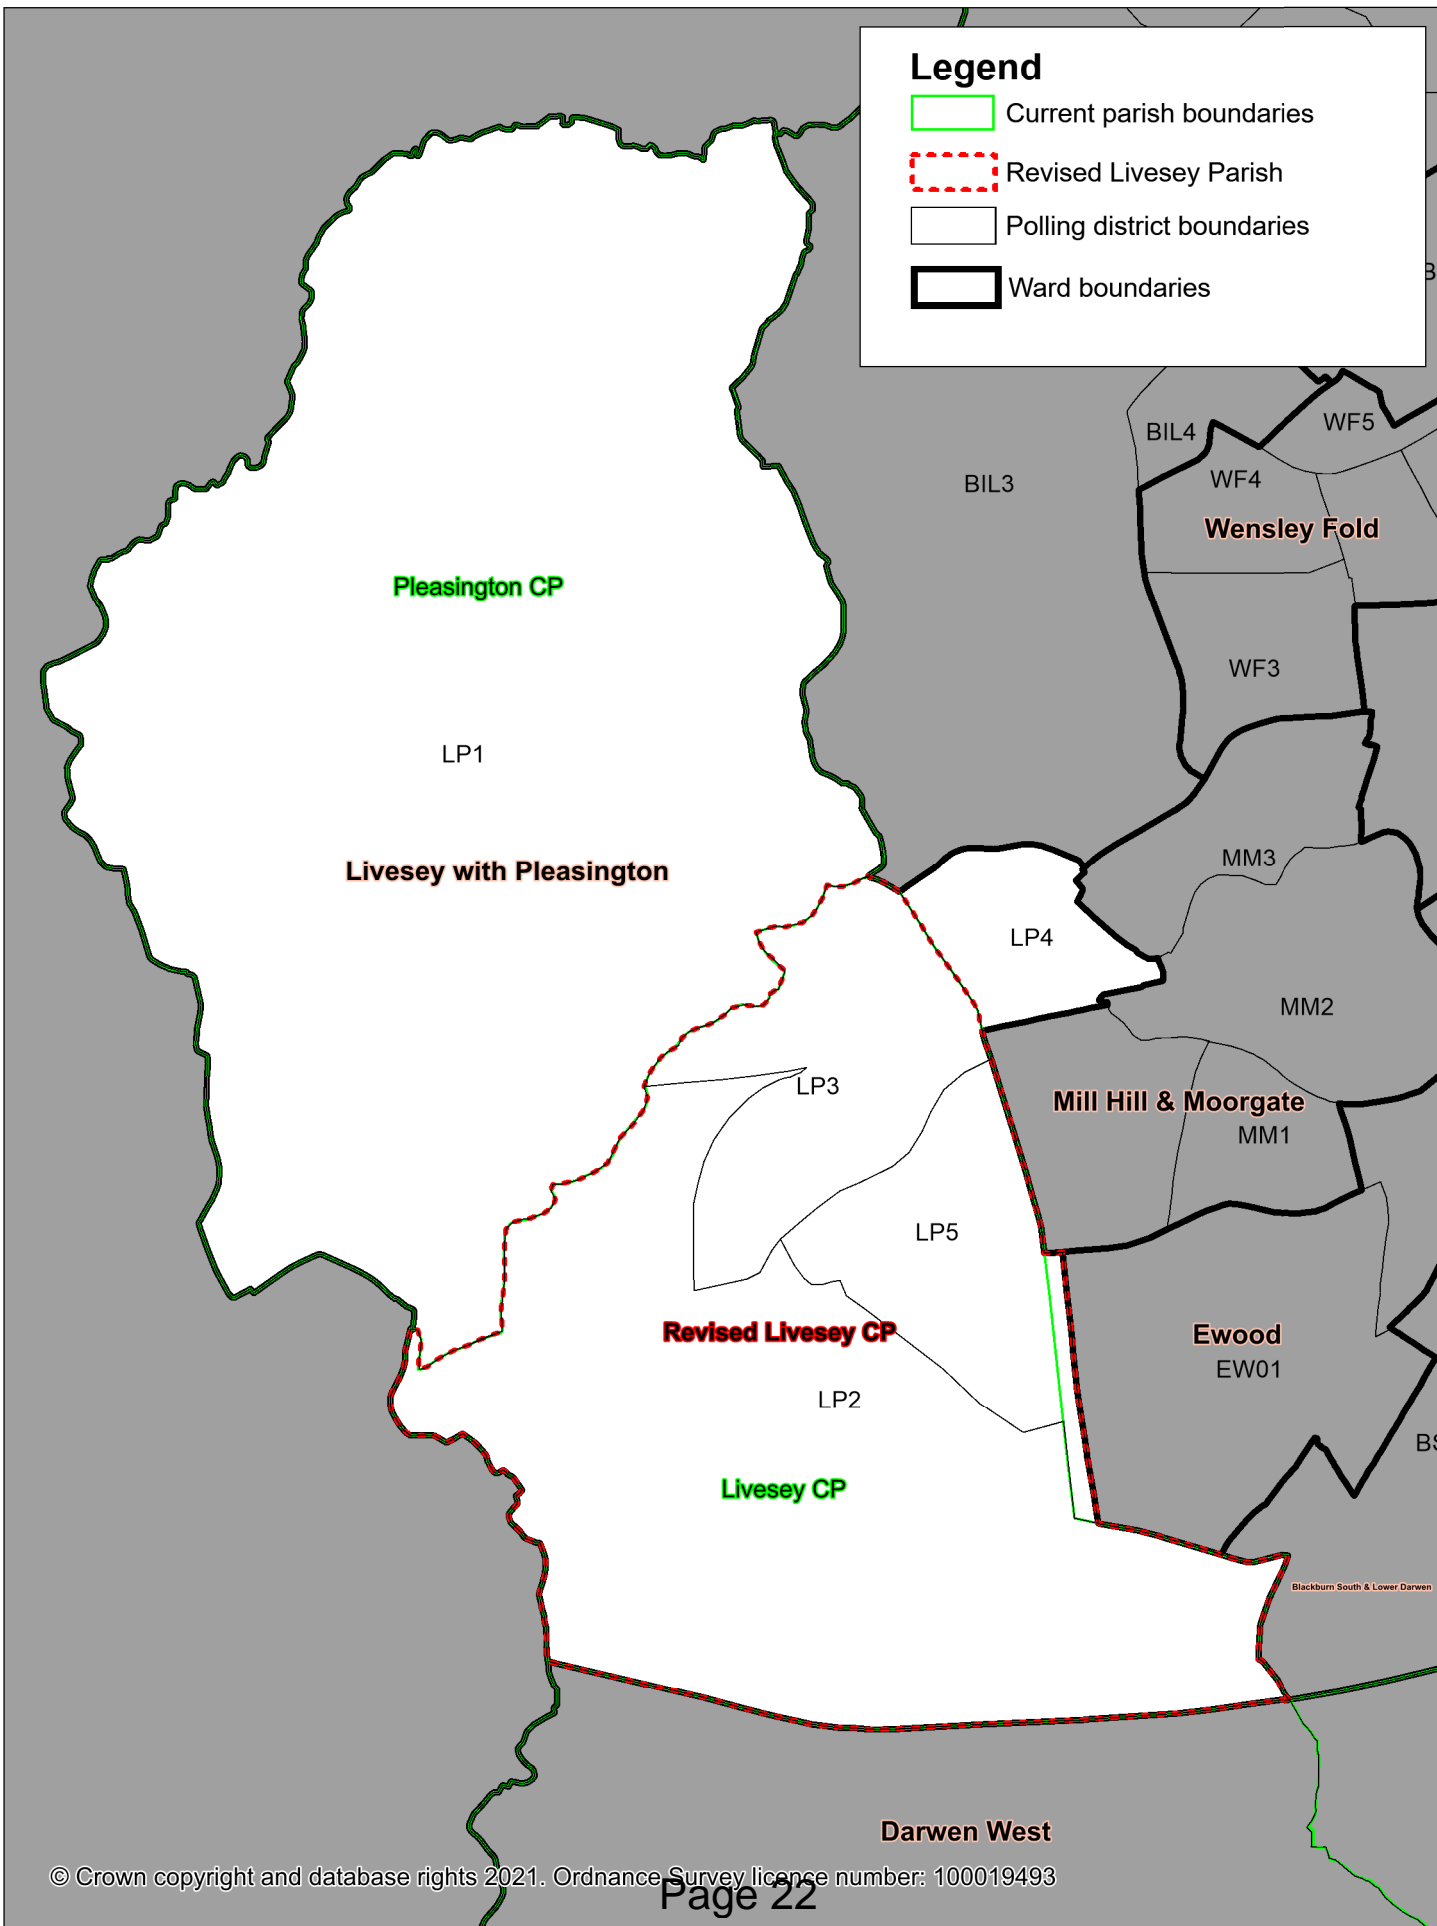 Legend
Current parish boundaries
Revised Livesey Parish
Polling district boundaries
Ward boundaries
B
BIL4
WF5
BIL3
WF4
Wensley Fold
Pleasington CP
WF3
LP1
MM3
Livesey with Pleasington
LP4
MM2
LP3
Mill Hill & Moorgate
MM1
LP5
Revised Livesey CP
Ewood
EW01
LP2
BS
Livesey CP
Blackburn South & Lower Darwen
Darwen West
© Crown copyright and database rights 2021. Ordnance Survey licence number: 100019493
Page 22